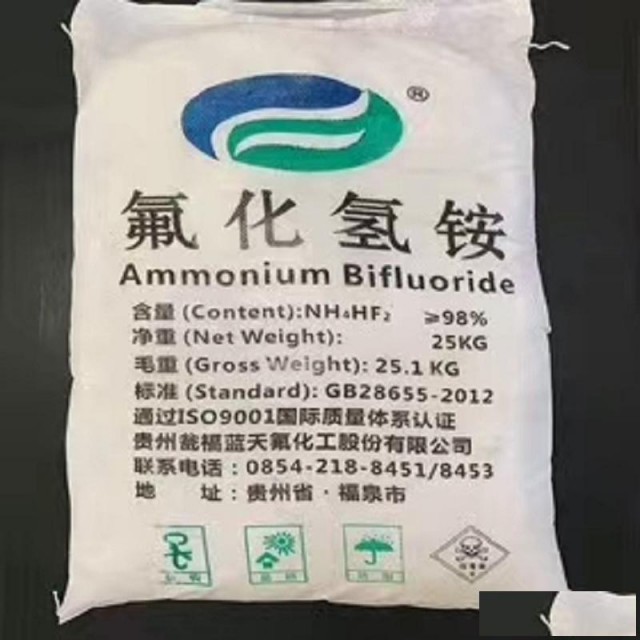 ®
氟化氢铵
Ammonium Bifluoride
含量 (Content):NH₄HF₂ ≥98%
净重 (Net Weight): 25KG
毛重 (Gross Weight): 25.1 KG
标准 (Standard): GB28655-2012
通过ISO9001国际质量体系认证
贵州瓮福蓝天氟化工股份有限公司
联系电话：0854-218-8451/8453
地 址：贵州省·福泉市